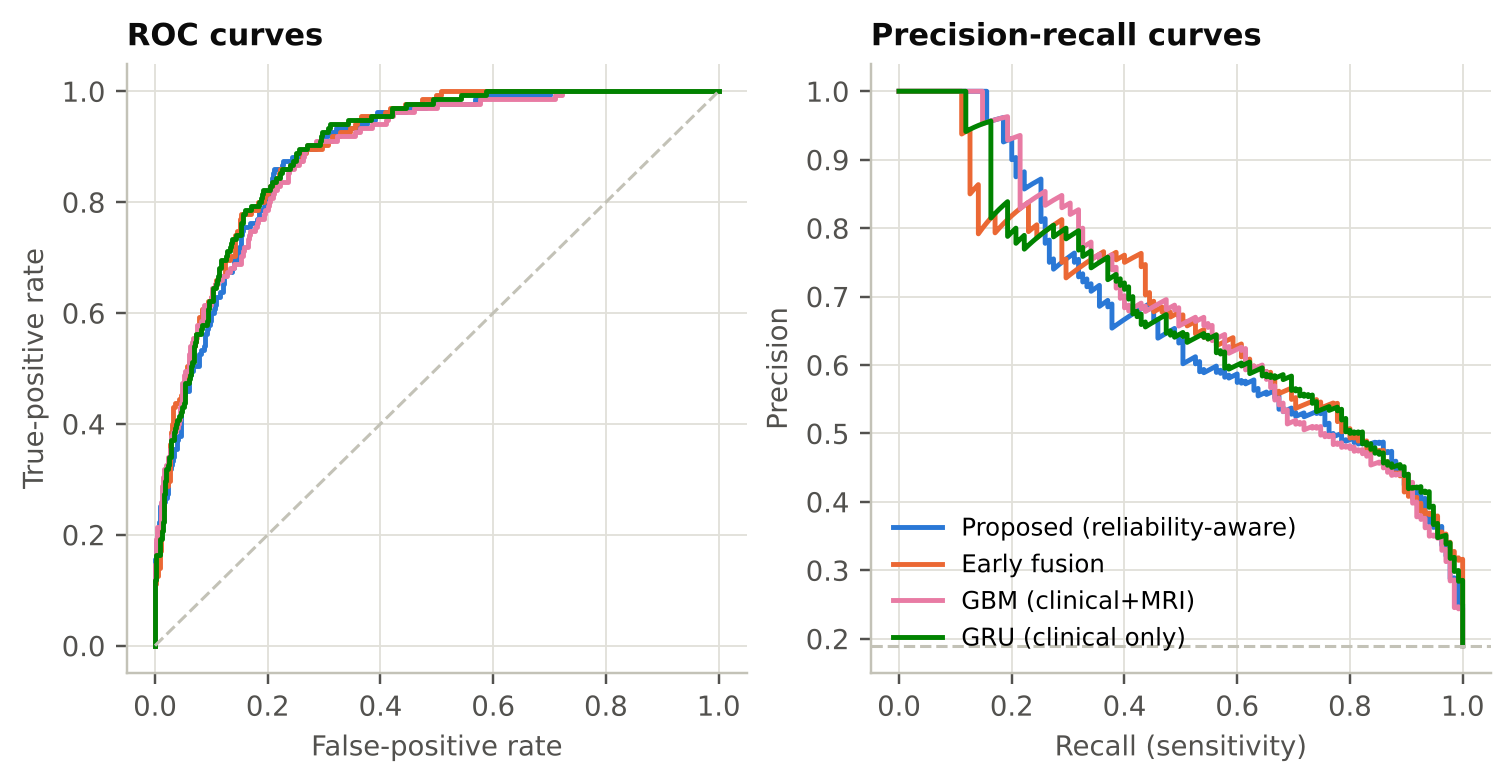 ROC curves
1.0
0.8
0.6
0.4
0.2
0.0
True-positive rate
0.0 0.2 0.4 0.6 0.8 1.0
False-positive rate
Precision-recall curves
1.0
0.9
0.8
0.7
0.6
0.5
0.4
0.3
0.2
Precision
Proposed (reliability-aware)
Early fusion
GBM (clinical+MRI)
GRU (clinical only)
0.0 0.2 0.4 0.6 0.8 1.0
Recall (sensitivity)